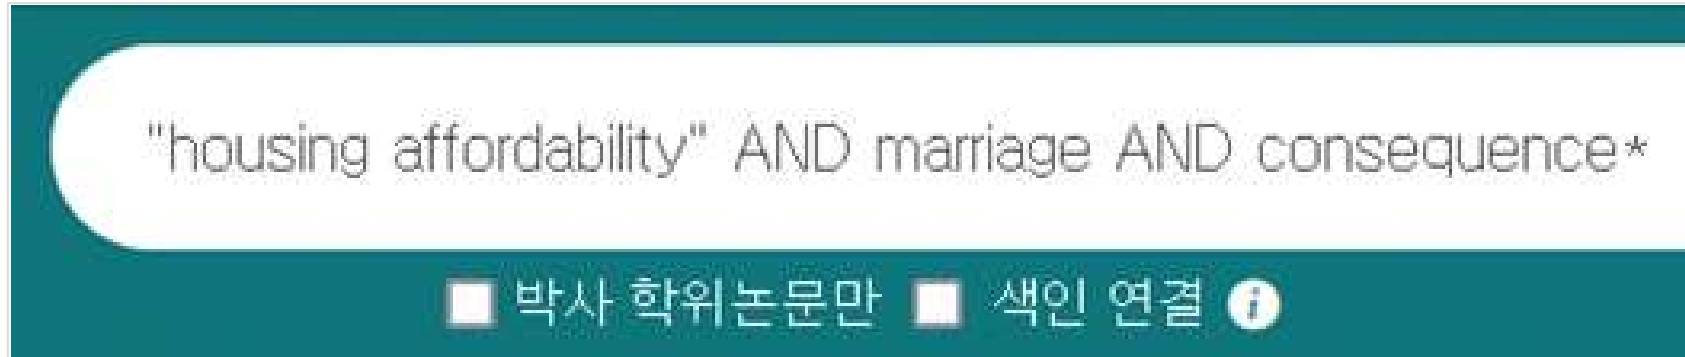 "housing affordability" AND marriage AND consequence*
박사 학위논문만 색인 연결 i